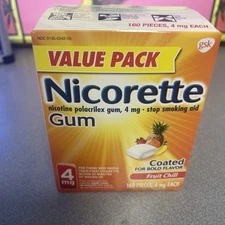 160 PIECES, 4 mg EACH
VALUE PACK
gsk
Nicorette
nicotine polacrilex gum, 4 mg - stop smoking aid
Gum
4
mg
Coated
FOR BOLD FLAVOR
Fruit Chill
160 PIECES, 4 mg EACH